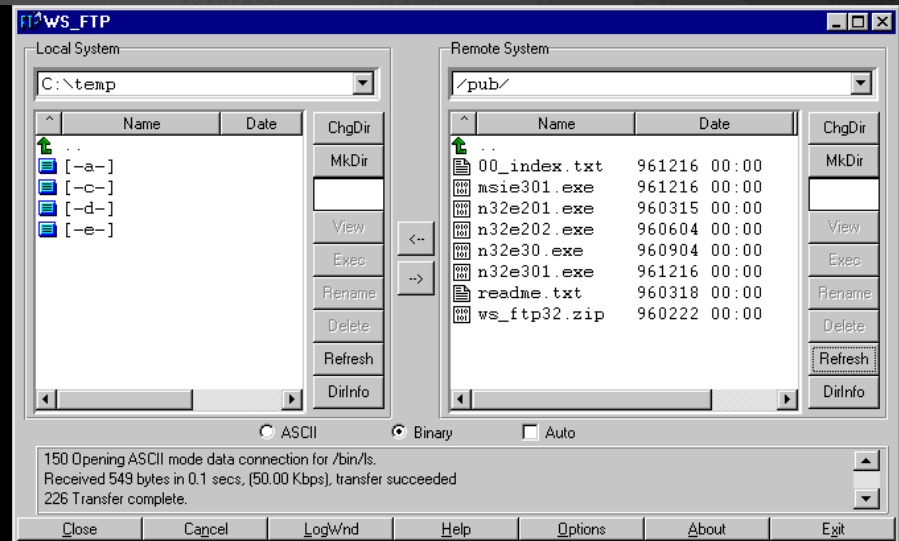 WS_FTP
Local System
C:\temp
^ Name Date
..
[-a-]
[-c-]
[-d-]
[-e-]
ChgDir
MkDir
View
Exec
Rename
Delete
Refresh
DirInfo
<--
-->
Remote System
/pub/
^ Name Date
..
00_index.txt 961216 00:00
msie301.exe 961216 00:00
n32e201.exe 960315 00:00
n32e202.exe 960604 00:00
n32e30.exe 960904 00:00
n32e301.exe 961216 00:00
readme.txt 960318 00:00
ws_ftp32.zip 960222 00:00
ChgDir
MkDir
View
Exec
Rename
Delete
Refresh
DirInfo
ASCII Binary Auto
150 Opening ASCII mode data connection for /bin/ls.
Received 549 bytes in 0.1 secs, (50.00 Kbps), transfer succeeded
226 Transfer complete.
Close Cancel LogWnd Help Options About Exit